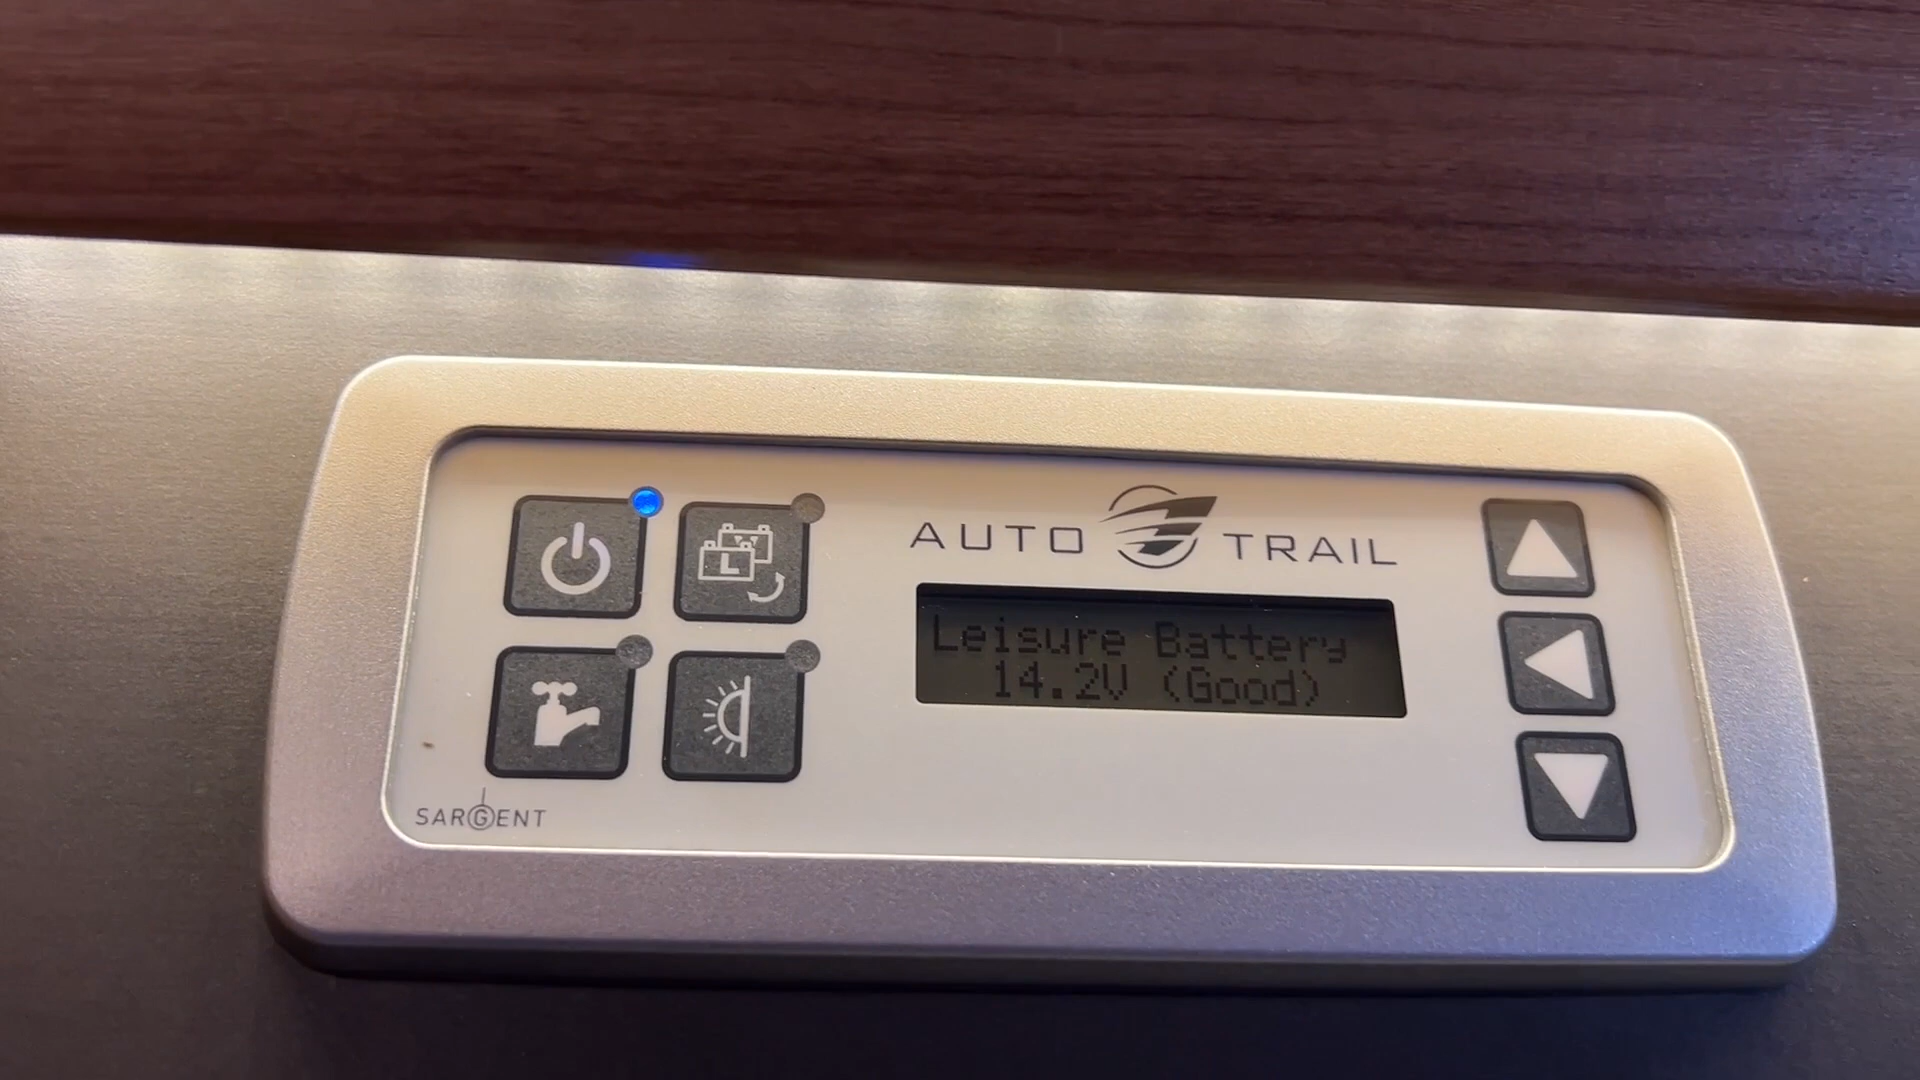 AUTO TRAIL
Leisure Battery
14.2V (Good)
L
SARGENT